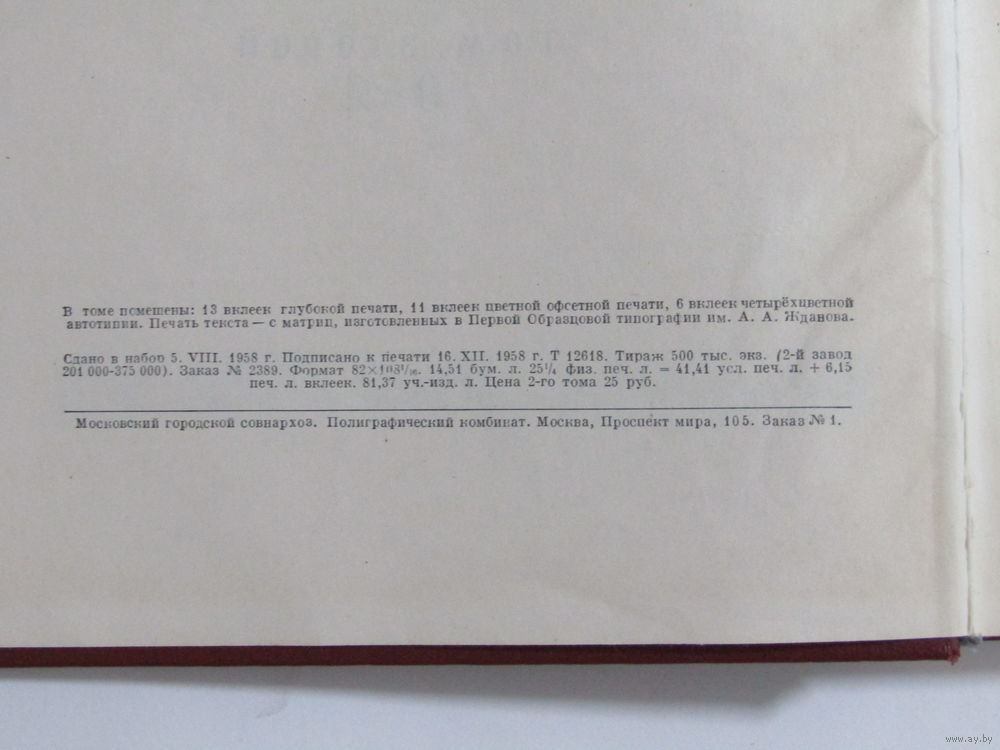 В томе помещены: 13 вклеек глубокой печати, 11 вклеек цветной офсетной печати, 6 вклеек четырёхцветной
автотипии. Печать текста — с матриц, изготовленных в Первой Образцовой типографии им. А. А. Жданова.
Сдано в набор 5. VIII. 1958 г. Подписано к печати 16. XII. 1958 г. Т 12618. Тираж 500 тыс. экз. (2-й завод
201 000-375 000). Заказ № 2389. Формат 82×108¹/₁₆. 14,51 бум. л. 25¹/₄ физ. печ. л. = 41,41 усл. печ. л. + 6,15
печ. л. вклеек. 81,37 уч.-изд. л. Цена 2-го тома 25 руб.
Московский городской совнархоз. Полиграфический комбинат. Москва, Проспект мира, 105. Заказ № 1.
www.ay.by